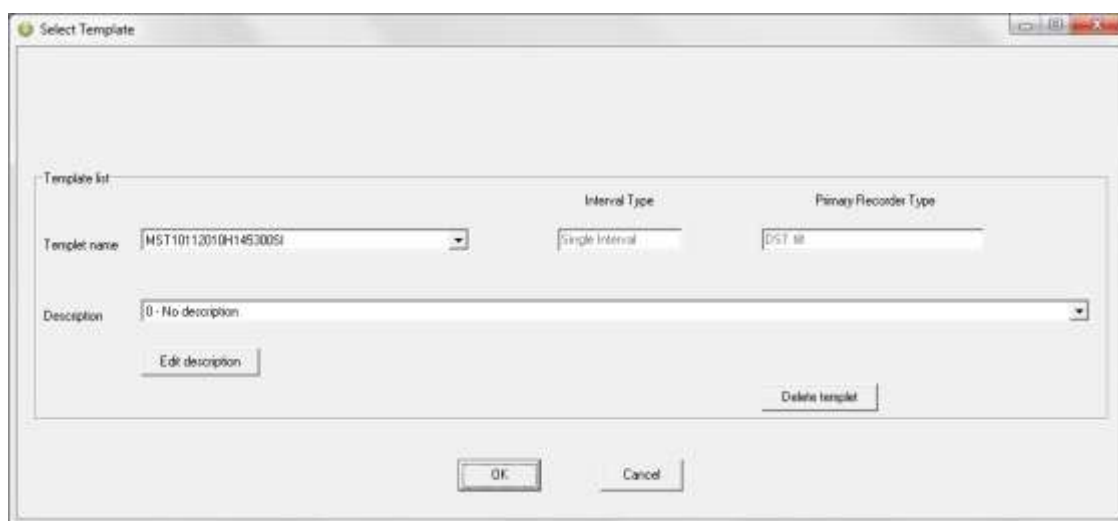 Select Template
Template list
Interval Type
Primary Recorder Type
Templet name
MST10112010H145300SI
Single Interval
DST tilt
Description
0 - No description
Edit description
Delete templet
OK
Cancel